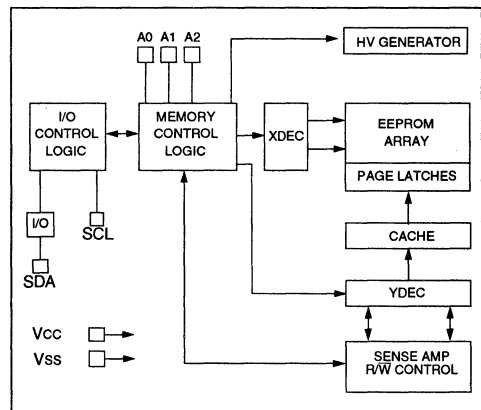 A0 A1 A2
HV GENERATOR
I/O
CONTROL
LOGIC
MEMORY
CONTROL
LOGIC
XDEC
EEPROM
ARRAY
PAGE LATCHES
I/O
SCL
SDA
CACHE
YDEC
VCC
VSS
SENSE AMP
R/W̅ CONTROL